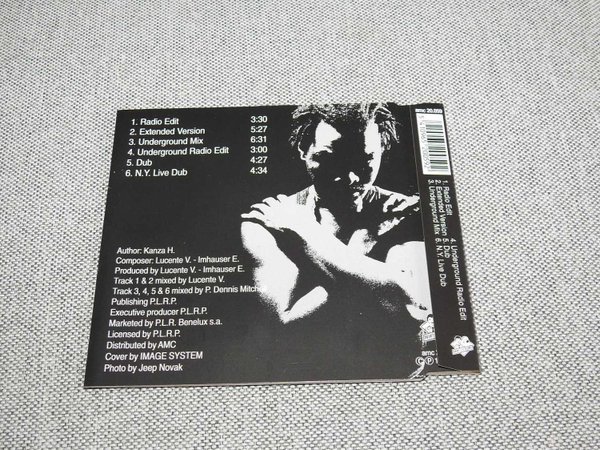 1. Radio Edit 3:30
2. Extended Version 5:27
3. Underground Mix 6:31
4. Underground Radio Edit 3:00
5. Dub 4:27
6. N.Y. Live Dub 4:34
Author: Kanza H.
Composer: Lucente V. - Imhauser E.
Produced by Lucente V. - Imhauser E.
Track 1 & 2 mixed by Lucente V.
Track 3, 4, 5 & 6 mixed by P. Dennis Mitchell
Publishing P.L.R.P.
Executive producer P.L.R.P.
Marketed by P.L.R. Benelux s.a.
Licensed by P.L.R.P.
Distributed by AMC
Cover by IMAGE SYSTEM
Photo by Jeep Novak
amc
amc
1. Radio Edit
2. Extended Version
3. Underground Mix
4. Underground Radio Edit
5. Dub
6. N.Y. Live Dub